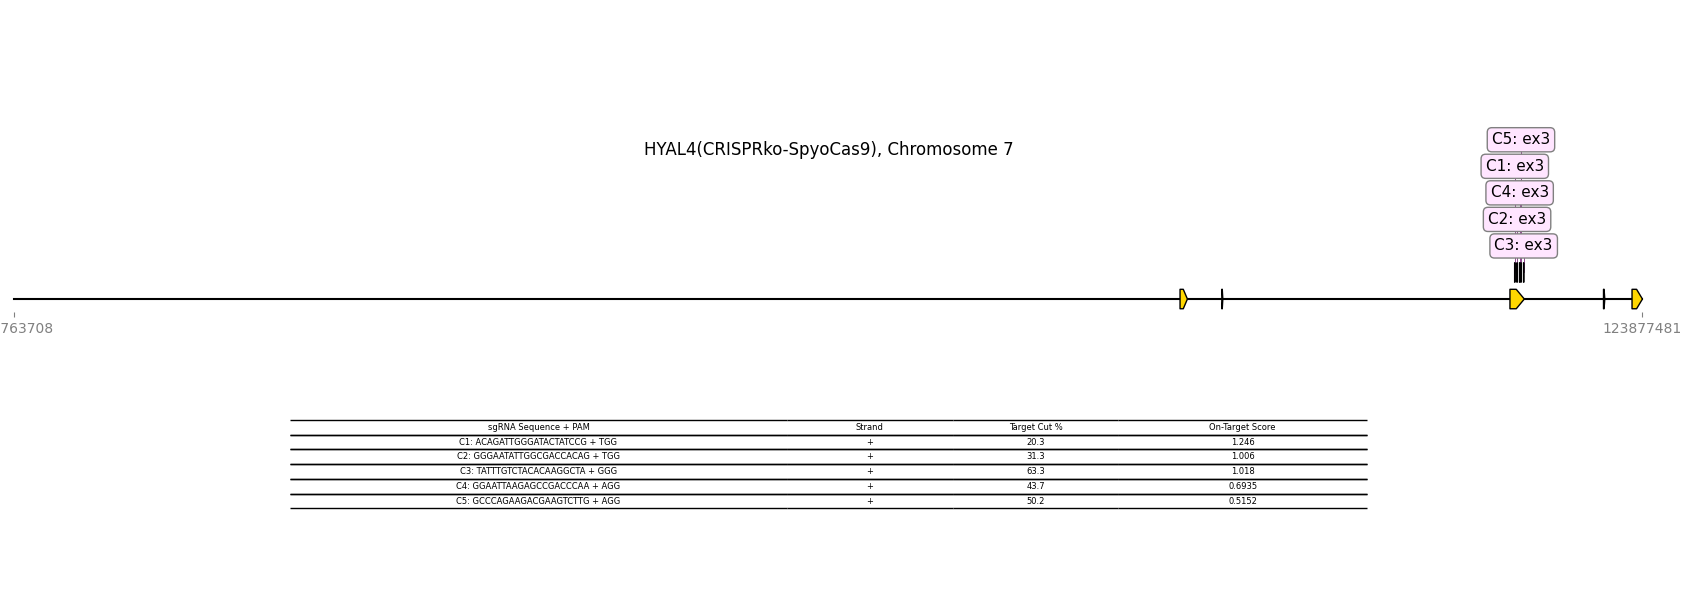 C5: ex3
HYAL4(CRISPRko-SpyoCas9), Chromosome 7
C1: ex3
C4: ex3
C2: ex3
C3: ex3
763708
123877481
sgRNA Sequence + PAM Strand Target Cut % On-Target Score
C1: ACAGATTGGGATACTATCCG + TGG + 20.3 1.246
C2: GGGAATATTGGCGACCACAG + TGG + 31.3 1.006
C3: TATTTGTCTACACAAGGCTA + GGG + 63.3 1.018
C4: GGAATTAAGAGCCGACCCAA + AGG + 43.7 0.6935
C5: GCCCAGAAGACGAAGTCTTG + AGG + 50.2 0.5152